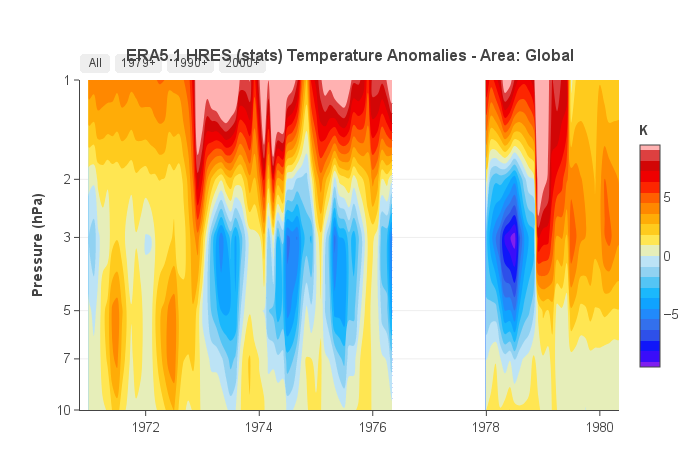 ERA5.1 HRES (stats) Temperature Anomalies - Area: Global
All 1979+ 1990+ 2000+
K
1
2
3
5
7
10
Pressure (hPa)
5
0
−5
1972 1974 1976 1978 1980